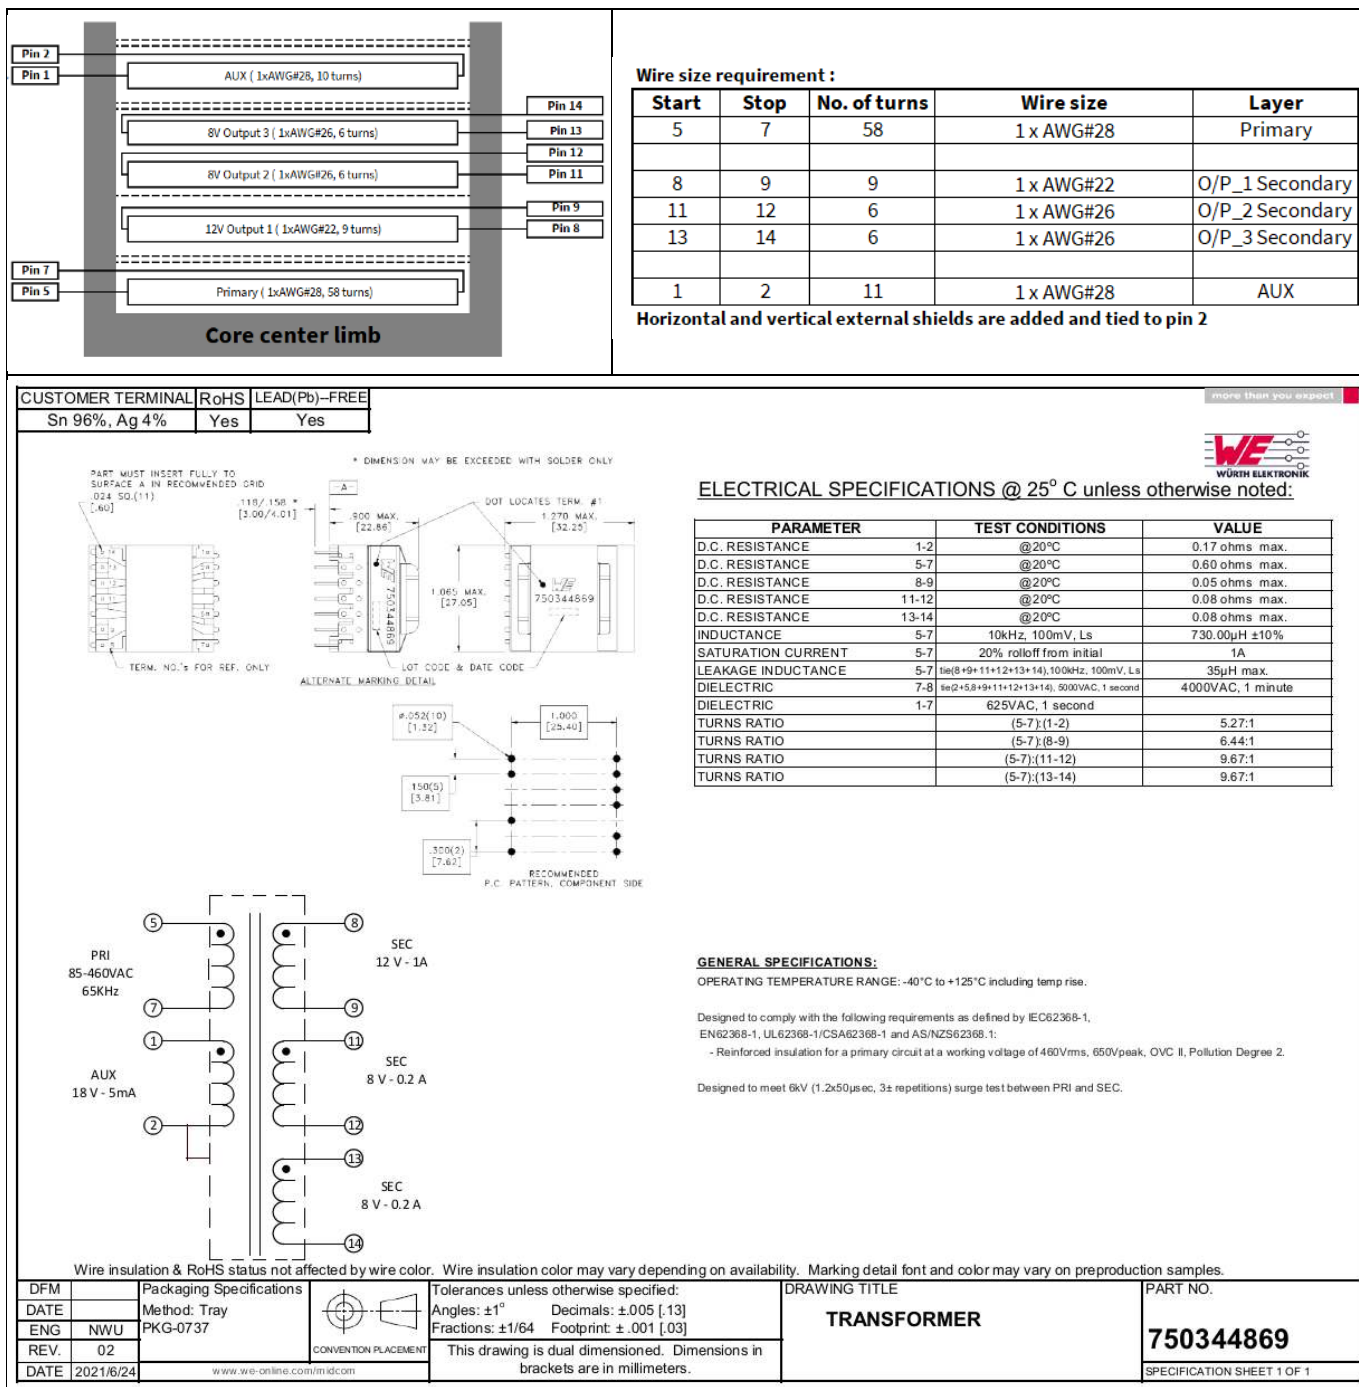 Pin 2
Pin 1
AUX ( 1xAWG#28, 10 turns)
Pin 14
8V Output 3 ( 1xAWG#26, 6 turns)
Pin 13
Pin 12
8V Output 2 ( 1xAWG#26, 6 turns)
Pin 11
Pin 9
12V Output 1 ( 1xAWG#22, 9 turns)
Pin 8
Pin 7
Pin 5
Primary ( 1xAWG#28, 58 turns)
Core center limb
Wire size requirement :
Start Stop No. of turns Wire size Layer
5 7 58 1 x AWG#28 Primary
8 9 9 1 x AWG#22 O/P_1 Secondary
11 12 6 1 x AWG#26 O/P_2 Secondary
13 14 6 1 x AWG#26 O/P_3 Secondary
1 2 11 1 x AWG#28 AUX
Horizontal and vertical external shields are added and tied to pin 2
CUSTOMER TERMINAL RoHS LEAD(Pb)-FREE
Sn 96%, Ag 4% Yes Yes
more than you expect
WE
WÜRTH ELEKTRONIK
* DIMENSION MAY BE EXCEEDED WITH SOLDER ONLY
PART MUST INSERT FULLY TO
SURFACE A IN RECOMMENDED GRID
.024 SQ.(11)
[.60]
.118/.158 *
[3.00/4.01]
-A-
.900 MAX.
[22.86]
DOT LOCATES TERM. #1
1.270 MAX.
[32.25]
1.065 MAX.
[27.05]
WE 750344869
WE
750344869
TERM. NO.'s FOR REF. ONLY
LOT CODE & DATE CODE
ALTERNATE MARKING DETAIL
ø.052(10)
[1.32]
1.000
[25.40]
.150(5)
[3.81]
.300(2)
[7.62]
RECOMMENDED
P.C. PATTERN, COMPONENT SIDE
ELECTRICAL SPECIFICATIONS @ 25° C unless otherwise noted:
PARAMETER TEST CONDITIONS VALUE
D.C. RESISTANCE 1-2 @20ºC 0.17 ohms max.
D.C. RESISTANCE 5-7 @20ºC 0.60 ohms max.
D.C. RESISTANCE 8-9 @20ºC 0.05 ohms max.
D.C. RESISTANCE 11-12 @20ºC 0.08 ohms max.
D.C. RESISTANCE 13-14 @20ºC 0.08 ohms max.
INDUCTANCE 5-7 10kHz, 100mV, Ls 730.00µH ±10%
SATURATION CURRENT 5-7 20% rolloff from initial 1A
LEAKAGE INDUCTANCE 5-7 tie(8+9+11+12+13+14),100kHz, 100mV, Ls 35µH max.
DIELECTRIC 7-8 tie(2+5,8+9+11+12+13+14), 5000VAC, 1 second 4000VAC, 1 minute
DIELECTRIC 1-7 625VAC, 1 second
TURNS RATIO (5-7):(1-2) 5.27:1
TURNS RATIO (5-7):(8-9) 6.44:1
TURNS RATIO (5-7):(11-12) 9.67:1
TURNS RATIO (5-7):(13-14) 9.67:1
5
7
PRI
85-460VAC
65KHz
1
2
AUX
18 V - 5mA
8
9
SEC
12 V - 1A
11
12
SEC
8 V - 0.2 A
13
14
SEC
8 V - 0.2 A
GENERAL SPECIFICATIONS:
OPERATING TEMPERATURE RANGE: -40°C to +125°C including temp rise.
Designed to comply with the following requirements as defined by IEC62368-1,
EN62368-1, UL62368-1/CSA62368-1 and AS/NZS62368.1:
- Reinforced insulation for a primary circuit at a working voltage of 460Vrms, 650Vpeak, OVC II, Pollution Degree 2.
Designed to meet 6kV (1.2x50µsec, 3± repetitions) surge test between PRI and SEC.
Wire insulation & RoHS status not affected by wire color. Wire insulation color may vary depending on availability. Marking detail font and color may vary on preproduction samples.
DFM
DATE
ENG NWU
REV. 02
DATE 2021/6/24
Packaging Specifications
Method: Tray
PKG-0737
www.we-online.com/midcom
CONVENTION PLACEMENT
Tolerances unless otherwise specified:
Angles: ±1° Decimals: ±.005 [.13]
Fractions: ±1/64 Footprint: ± .001 [.03]
This drawing is dual dimensioned. Dimensions in
brackets are in millimeters.
DRAWING TITLE
TRANSFORMER
PART NO.
750344869
SPECIFICATION SHEET 1 OF 1